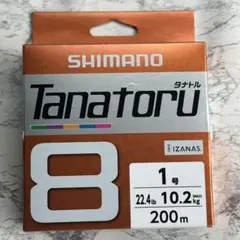 SHIMANO
タナトル
Tanatoru
8
IZANAS
1号
22.4lb 10.2kg
200m